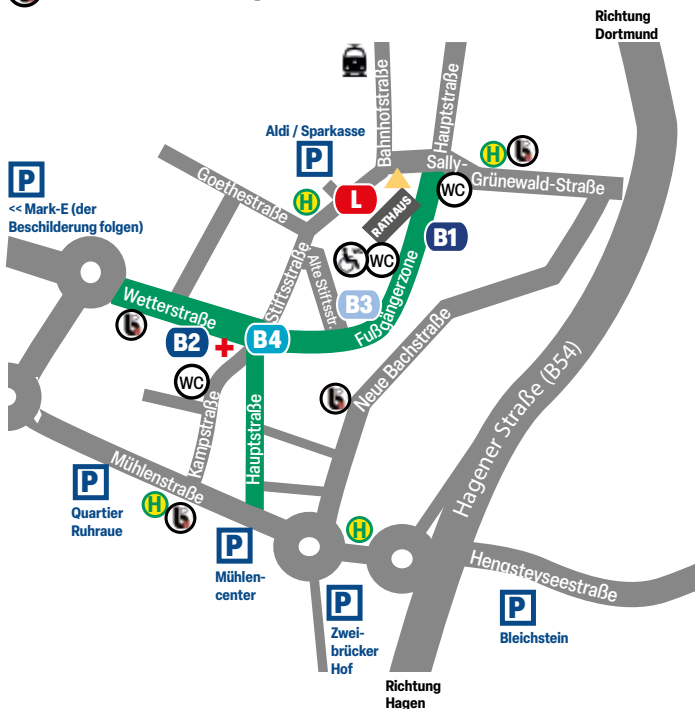 Richtung
Dortmund
Bahnhofstraße
Hauptstraße
Aldi / Sparkasse
P
H
Sally-
Grünewald-Straße
P
<< Mark-E (der
Beschilderung folgen)
Goethestraße
H
L
WC
RATHAUS
B1
WC
Stiftsstraße
Alte Stiftsstr.
B3
Fußgängerzone
Wetterstraße
B2
B4
Neue Bachstraße
WC
Hagener Straße (B54)
Kampstraße
Hauptstraße
Mühlenstraße
P
Quartier
Ruhraue
H
H
P
Mühlen-
center
Hengsteyseestraße
P
Zwei-
brücker
Hof
P
Bleichstein
Richtung
Hagen